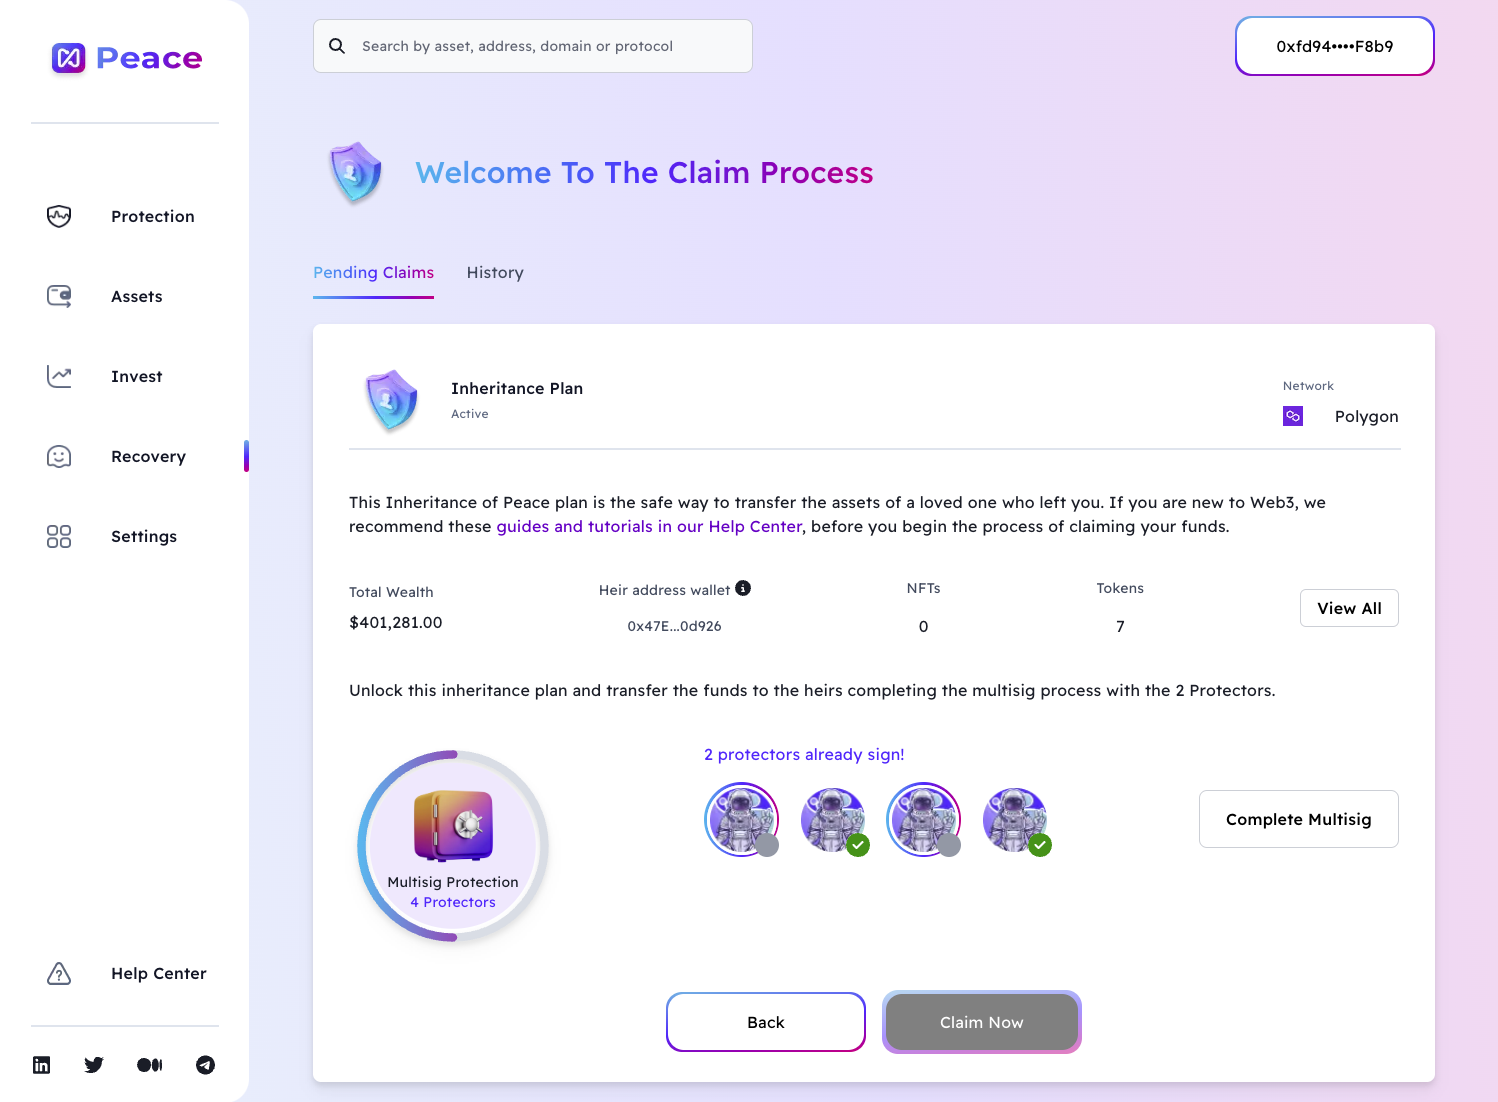 Peace
Search by asset, address, domain or protocol
0xfd94••••F8b9
Protection
Assets
Invest
Recovery
Settings
Help Center
Welcome To The Claim Process
Pending Claims
History
Inheritance Plan
Active
Network
Polygon
This Inheritance of Peace plan is the safe way to transfer the assets of a loved one who left you. If you are new to Web3, we
recommend these guides and tutorials in our Help Center, before you begin the process of claiming your funds.
Total Wealth
$401,281.00
Heir address wallet
0x47E...0d926
NFTs
0
Tokens
7
View All
Unlock this inheritance plan and transfer the funds to the heirs completing the multisig process with the 2 Protectors.
Multisig Protection
4 Protectors
2 protectors already sign!
Complete Multisig
Back
Claim Now